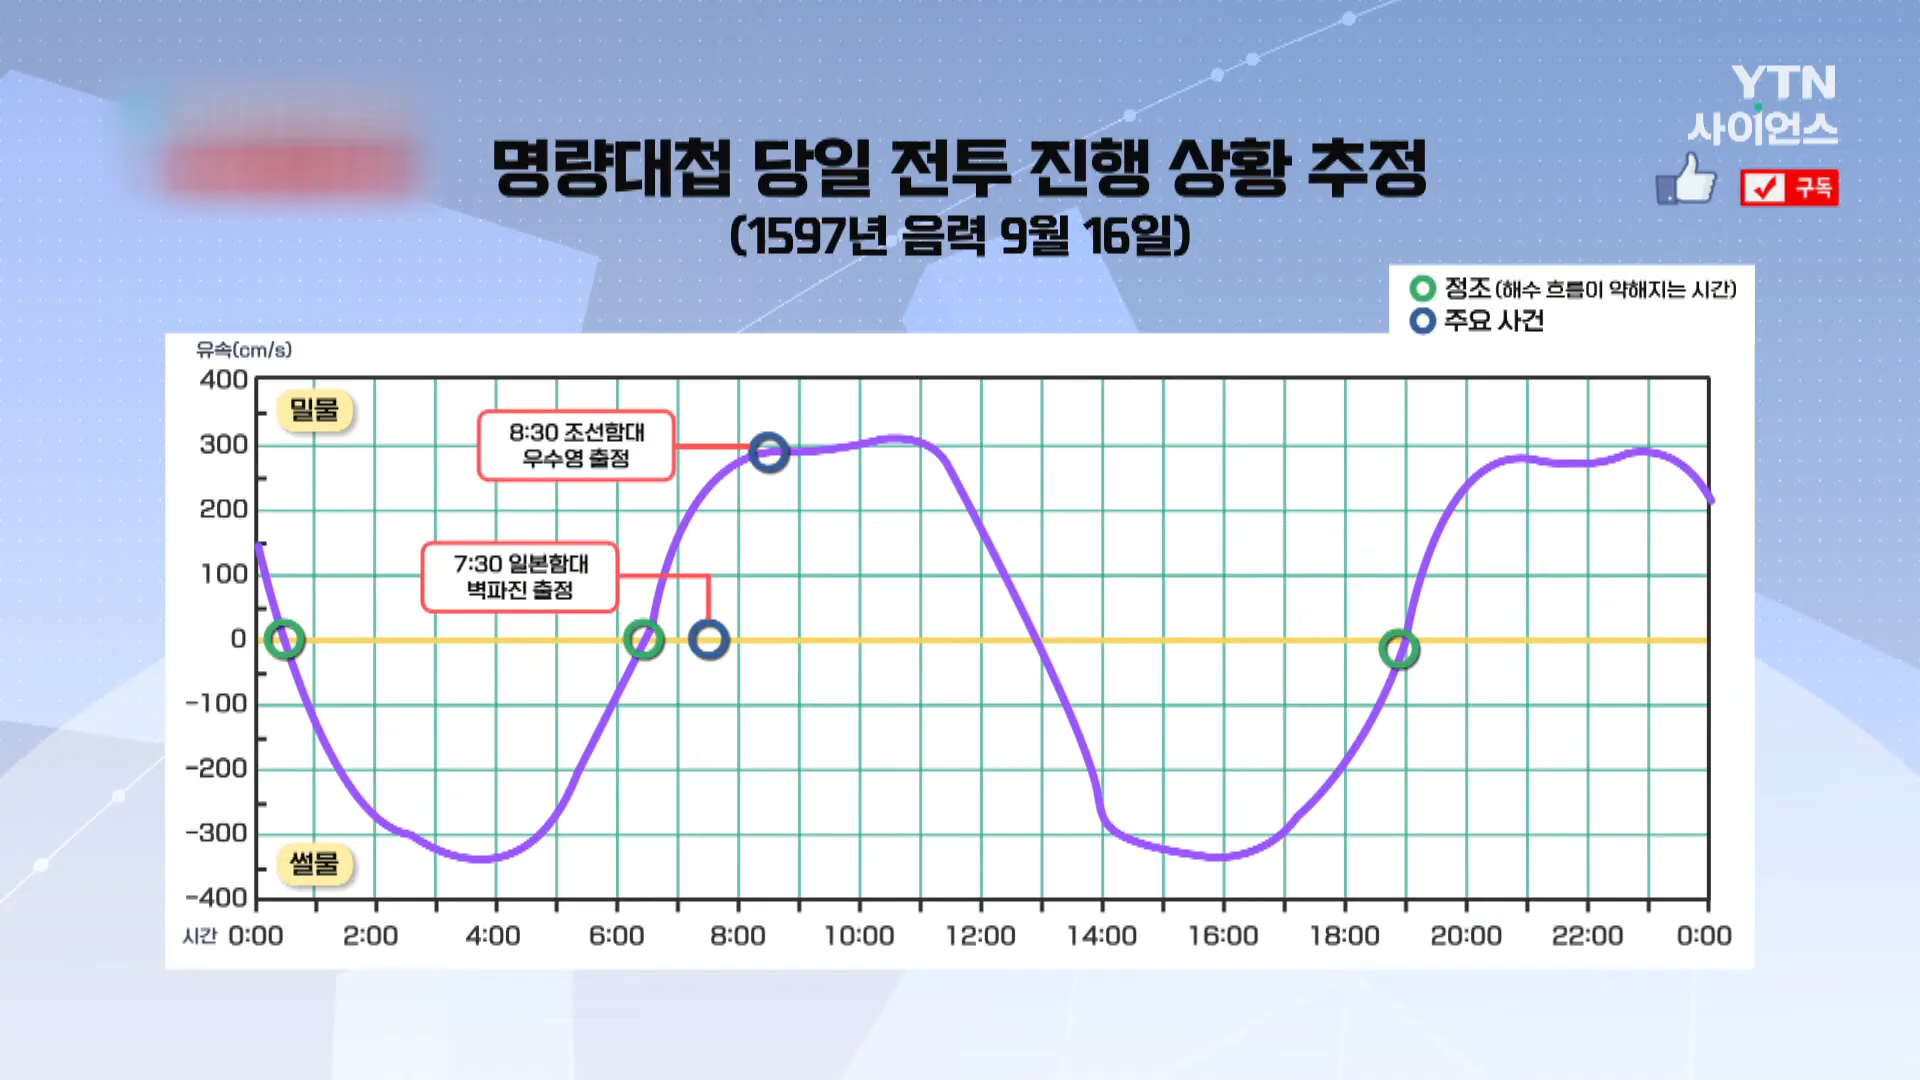 YTN
사이언스
구독
명량대첩 당일 전투 진행 상황 추정
(1597년 음력 9월 16일)
정조 (해수 흐름이 약해지는 시간)
주요 사건
유속(cm/s)
400
300
200
100
0
-100
-200
-300
-400
밀물
썰물
8:30 조선함대
우수영 출정
7:30 일본함대
벽파진 출정
시간 0:00 2:00 4:00 6:00 8:00 10:00 12:00 14:00 16:00 18:00 20:00 22:00 0:00